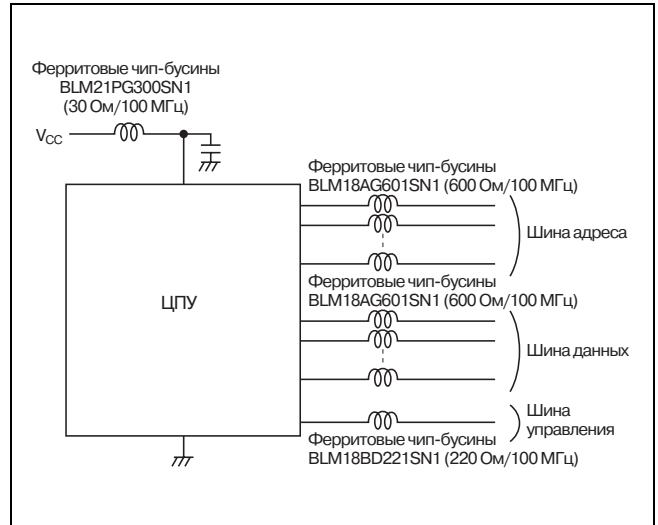 Ферритовые чип-бусины
BLM21PG300SN1
(30 Ом/100 МГц)
VCC
Ферритовые чип-бусины
BLM18AG601SN1 (600 Ом/100 МГц)
Шина адреса
ЦПУ
Ферритовые чип-бусины
BLM18AG601SN1 (600 Ом/100 МГц)
Шина данных
Шина
управления
Ферритовые чип-бусины
BLM18BD221SN1 (220 Ом/100 МГц)